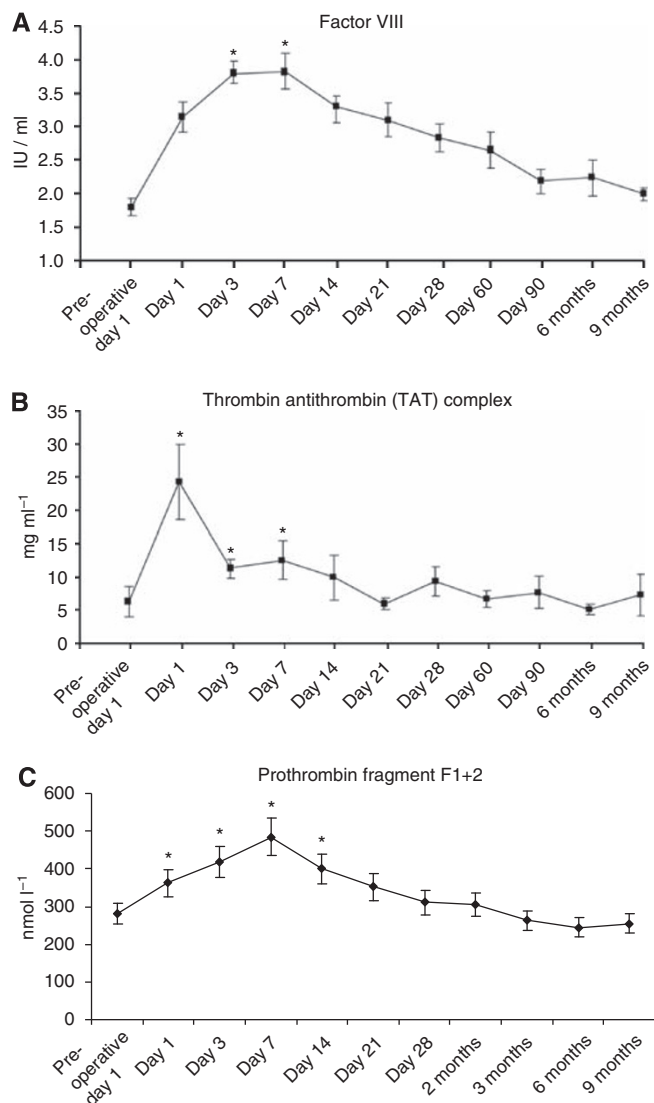 A
Factor VIII
4.5
4.0
3.5
3.0
2.5
2.0
1.5
1.0
IU / ml
*
*
Pre-
operative
day 1
Day 1
Day 3
Day 7
Day 14
Day 21
Day 28
Day 60
Day 90
6 months
9 months
B
Thrombin antithrombin (TAT) complex
35
30
25
20
15
10
5
0
mg ml⁻¹
*
*
*
Pre-
operative
day 1
Day 1
Day 3
Day 7
Day 14
Day 21
Day 28
Day 60
Day 90
6 months
9 months
C
Prothrombin fragment F1+2
600
500
400
300
200
100
0
nmol l⁻¹
*
*
*
*
Pre-
operative
day 1
Day 1
Day 3
Day 7
Day 14
Day 21
Day 28
2 months
3 months
6 months
9 months